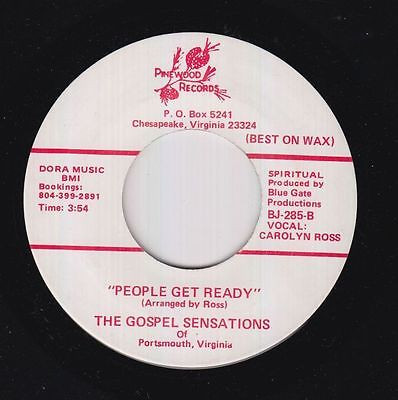 PINEWOOD
RECORDS
P. O. Box 5241
Chesapeake, Virginia 23324
(BEST ON WAX)
DORA MUSIC
BMI
Bookings:
804-399-2891
Time: 3:54
SPIRITUAL
Produced by
Blue Gate
Productions
BJ-285-B
VOCAL:
CAROLYN ROSS
"PEOPLE GET READY"
(Arranged by Ross)
THE GOSPEL SENSATIONS
Of
Portsmouth, Virginia